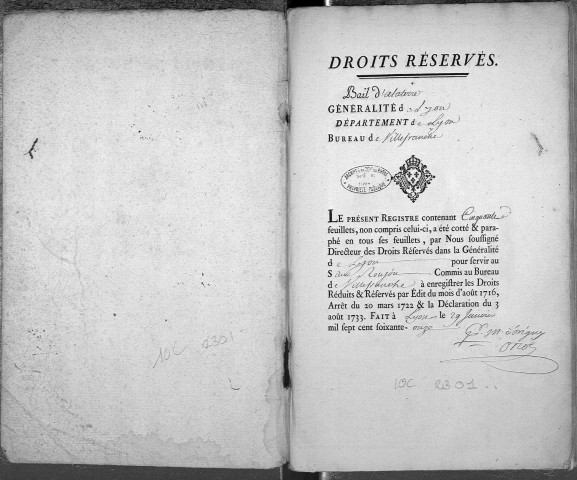 10C 2301
DROITS RÉSERVÉS.
Bail d'alaterre
GÉNÉRALITÉ de Lyon
DÉPARTEMENT de Lyon
BUREAU de Villefranche
LE PRÉSENT REGISTRE contenant Cinquante
feuillets, non compris celui-ci, a été cotté & para-
phé en tous ses feuillets, par Nous soussigné
Directeur des Droits Réservés dans la Généralité
de Lyon pour servir au
S Commis au Bureau
de Villefranche à enregistrer les Droits
Réduits & Réservés par Édit du mois d'août 1716,
Arrêt du 20 mars 1722 & la Déclaration du 3
août 1733. FAIT à Lyon le 29 Janvier
mil sept cent soixante-onze
10C 2301